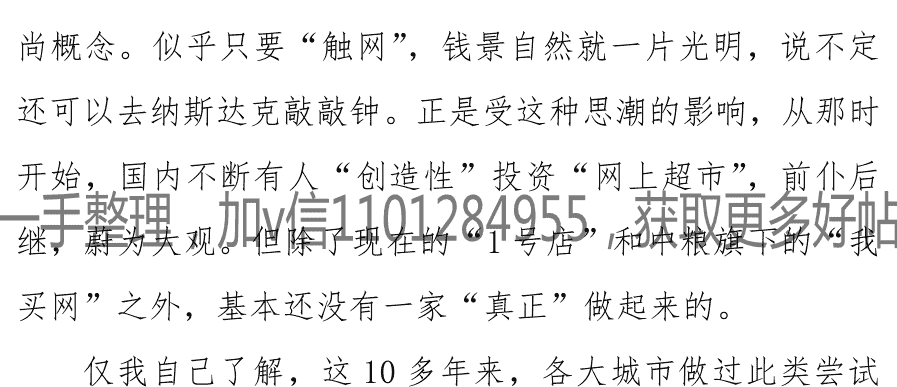 尚概念。似乎只要“触网”，钱景自然就一片光明，说不定
还可以去纳斯达克敲敲钟。正是受这种思潮的影响，从那时
开始，国内不断有人“创造性”投资“网上超市”，前仆后
一手整理，加v信1101284955，获取更多好帖
继，蔚为大观。但除了现在的“1 号店”和中粮旗下的“我
买网”之外，基本还没有一家“真正”做起来的。
仅我自己了解，这 10 多年来，各大城市做过此类尝试